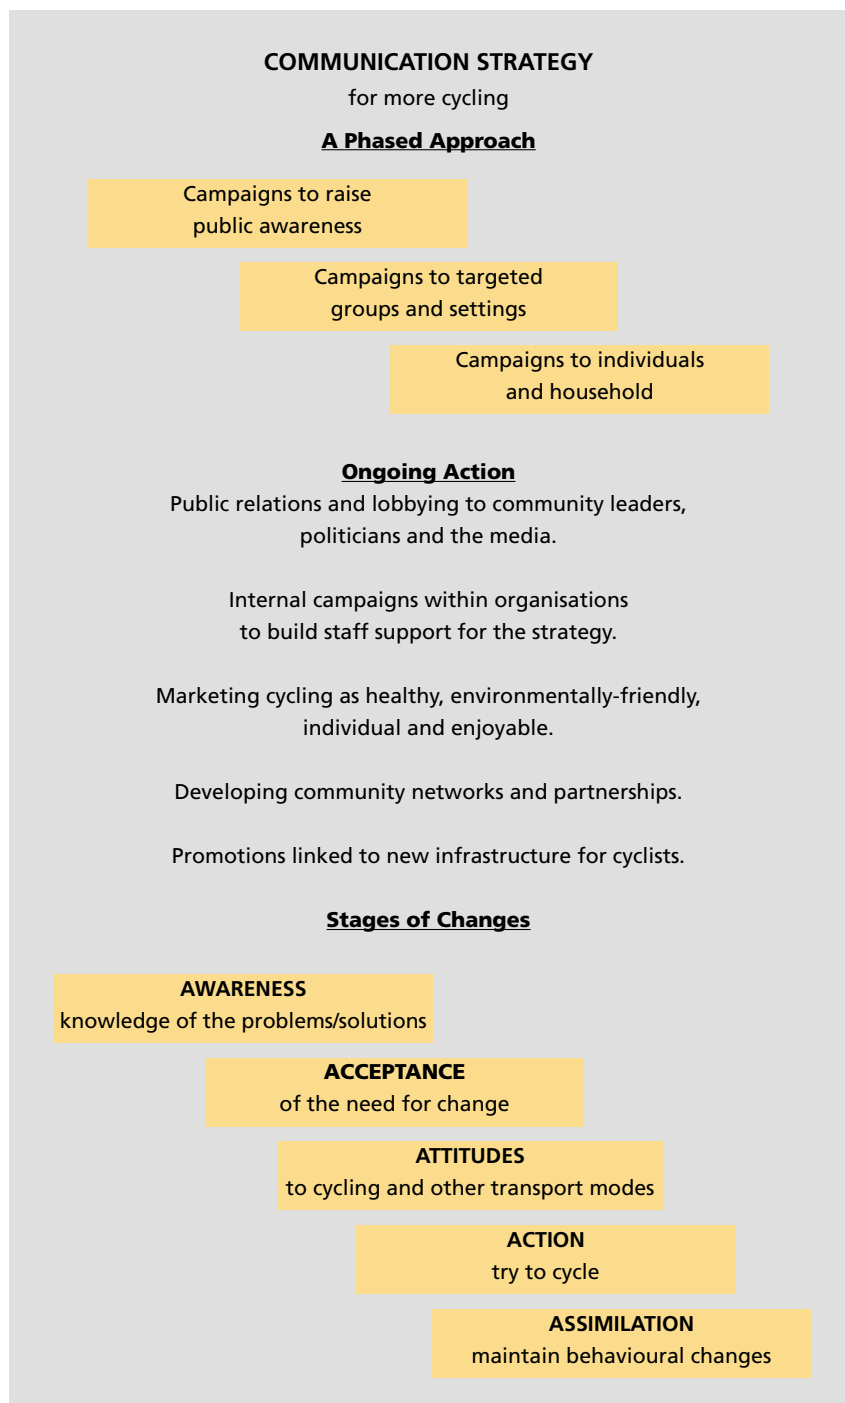 COMMUNICATION STRATEGY
for more cycling
A Phased Approach
Campaigns to raise
public awareness
Campaigns to targeted
groups and settings
Campaigns to individuals
and household
Ongoing Action
Public relations and lobbying to community leaders,
politicians and the media.
Internal campaigns within organisations
to build staff support for the strategy.
Marketing cycling as healthy, environmentally-friendly,
individual and enjoyable.
Developing community networks and partnerships.
Promotions linked to new infrastructure for cyclists.
Stages of Changes
AWARENESS
knowledge of the problems/solutions
ACCEPTANCE
of the need for change
ATTITUDES
to cycling and other transport modes
ACTION
try to cycle
ASSIMILATION
maintain behavioural changes